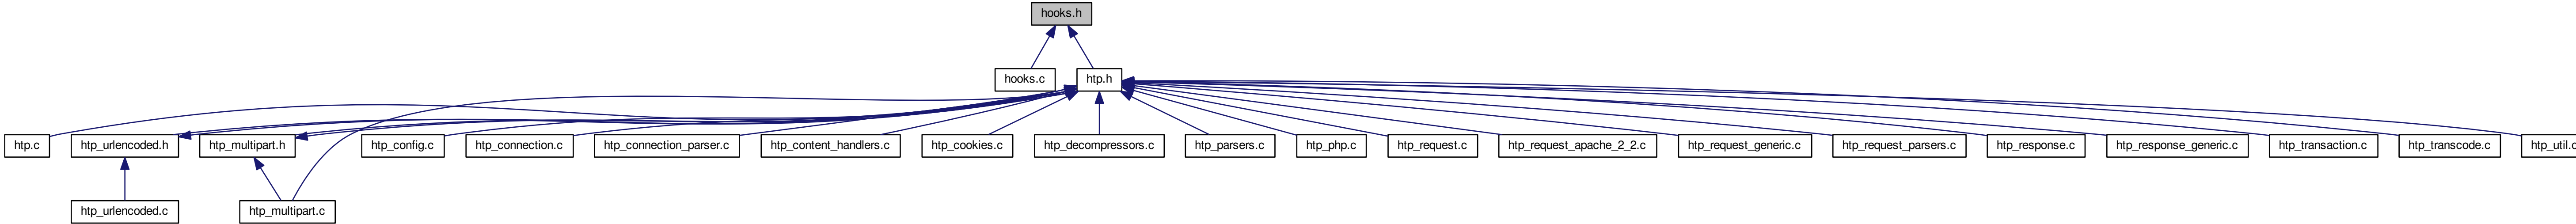 hooks.h
hooks.c
htp.h
htp.c
htp_urlencoded.h
htp_multipart.h
htp_config.c
htp_connection.c
htp_connection_parser.c
htp_content_handlers.c
htp_cookies.c
htp_decompressors.c
htp_parsers.c
htp_php.c
htp_request.c
htp_request_apache_2_2.c
htp_request_generic.c
htp_request_parsers.c
htp_response.c
htp_response_generic.c
htp_transaction.c
htp_transcode.c
htp_util.c
htp_urlencoded.c
htp_multipart.c